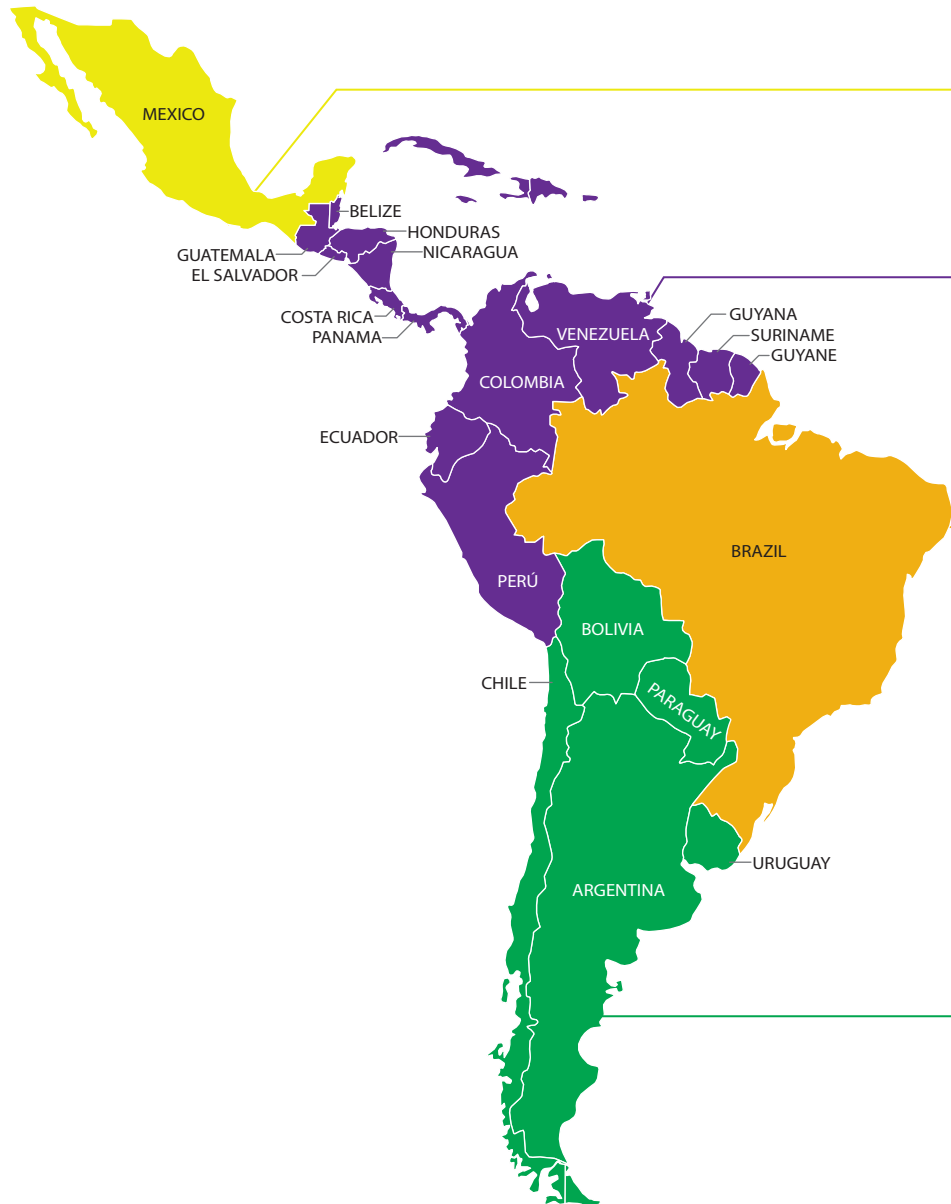 MEXICO
BELIZE
HONDURAS
GUATEMALA
NICARAGUA
EL SALVADOR
COSTA RICA
PANAMA
GUYANA
VENEZUELA
SURINAME
GUYANE
COLOMBIA
ECUADOR
BRAZIL
PERÚ
BOLIVIA
CHILE
PARAGUAY
URUGUAY
ARGENTINA